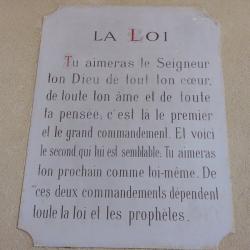 LA LOI
Tu aimeras le Seigneur
ton Dieu de tout ton cœur,
de toute ton âme et de toute
ta pensée; c'est là le premier
et le grand commandement. Et voici
le second qui lui est semblable: Tu aimeras
ton prochain comme toi-même. De
ces deux commandements dépendent
toute la loi et les prophètes.